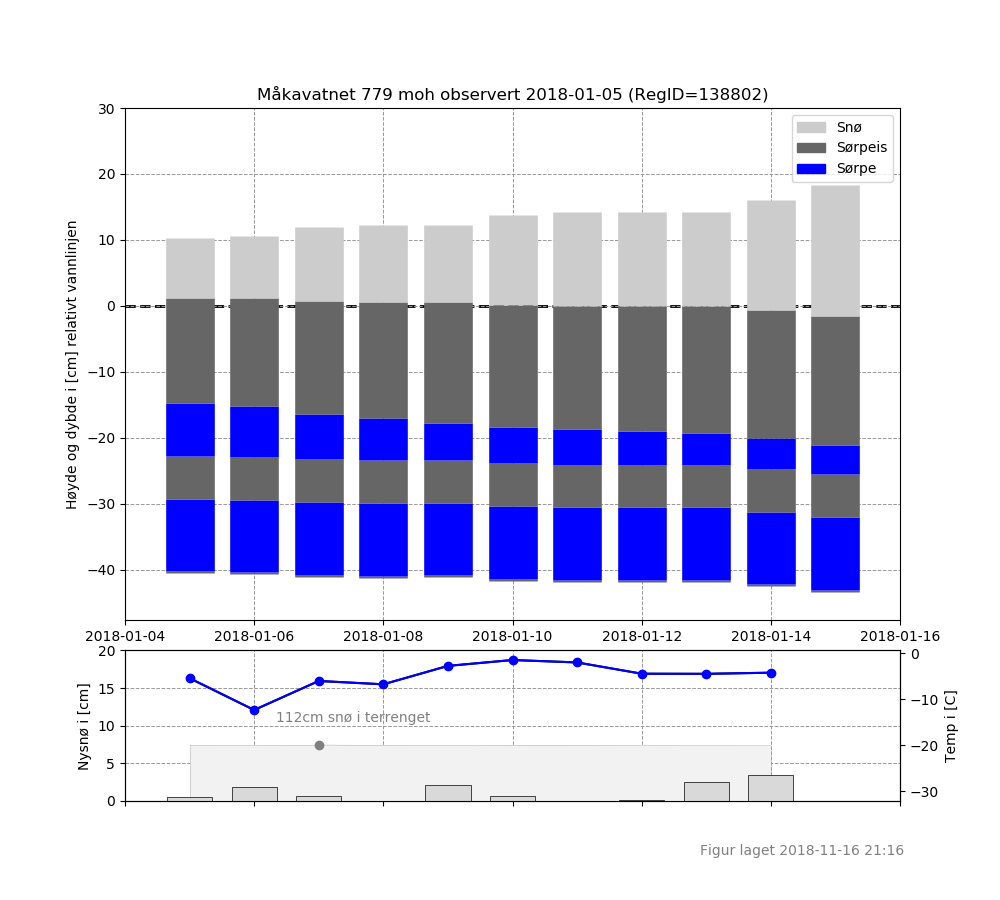 Måkavatnet 779 moh observert 2018-01-05 (RegID=138802)
30
20
10
0
−10
−20
−30
−40
Høyde og dybde i [cm] relativt vannlinjen
Snø
Sørpeis
Sørpe
2018-01-04 2018-01-06 2018-01-08 2018-01-10 2018-01-12 2018-01-14 2018-01-16
20
15
10
5
0
Nysnø i [cm]
112cm snø i terrenget
0
−10
−20
−30
Temp i [C]
Figur laget 2018-11-16 21:16